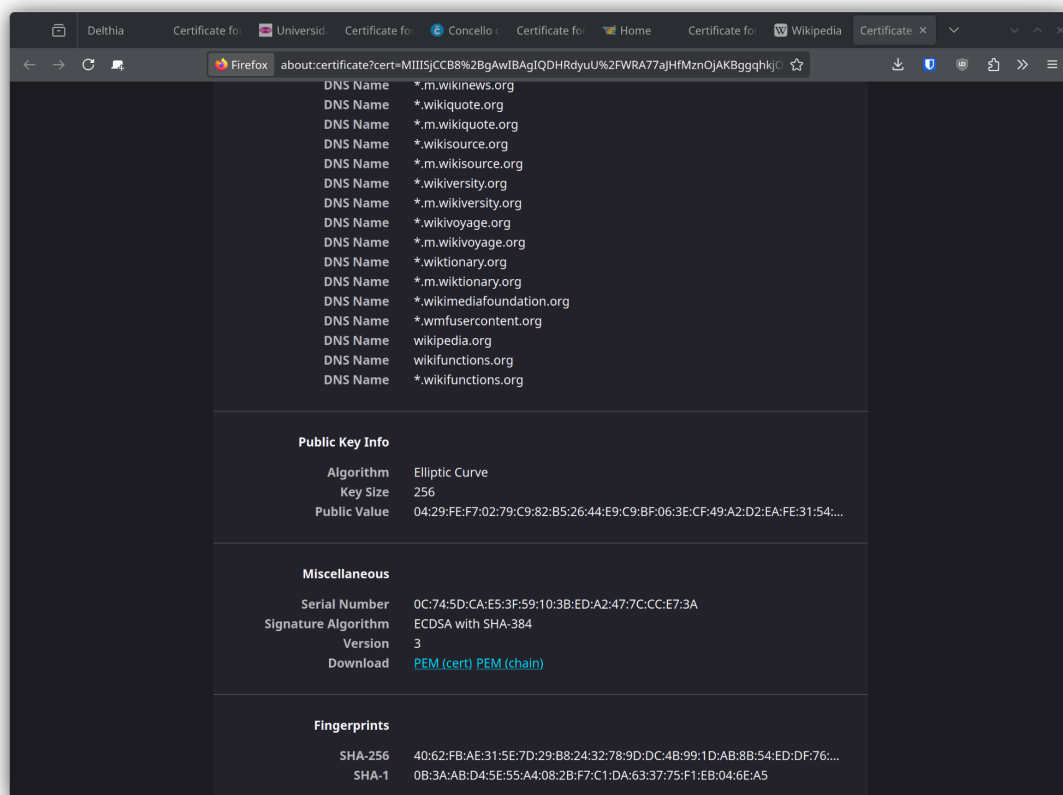 Delthia Certificate fo Universid Certificate fo Concello Certificate fo Home Certificate fo Wikipedia Certificate
Firefox about:certificate?cert=MIIISjCCB8%2BgAwIBAgIQDHRdyuU%2FWRA77aJHfMznOjAKBggqhkjO
DNS Name *.m.wikinews.org
DNS Name *.wikiquote.org
DNS Name *.m.wikiquote.org
DNS Name *.wikisource.org
DNS Name *.m.wikisource.org
DNS Name *.wikiversity.org
DNS Name *.m.wikiversity.org
DNS Name *.wikivoyage.org
DNS Name *.m.wikivoyage.org
DNS Name *.wiktionary.org
DNS Name *.m.wiktionary.org
DNS Name *.wikimediafoundation.org
DNS Name *.wmfusercontent.org
DNS Name wikipedia.org
DNS Name wikifunctions.org
DNS Name *.wikifunctions.org
Public Key Info
Algorithm Elliptic Curve
Key Size 256
Public Value 04:29:FE:F7:02:79:C9:82:B5:26:44:E9:C9:BF:06:3E:CF:49:A2:D2:EA:FE:31:54:...
Miscellaneous
Serial Number 0C:74:5D:CA:E5:3F:59:10:3B:ED:A2:47:7C:CC:E7:3A
Signature Algorithm ECDSA with SHA-384
Version 3
Download PEM (cert) PEM (chain)
Fingerprints
SHA-256 40:62:FB:AE:31:5E:7D:29:B8:24:32:78:9D:DC:4B:99:1D:AB:8B:54:ED:DF:76:...
SHA-1 0B:3A:AB:D4:5E:55:A4:08:2B:F7:C1:DA:63:37:75:F1:EB:04:6E:A5